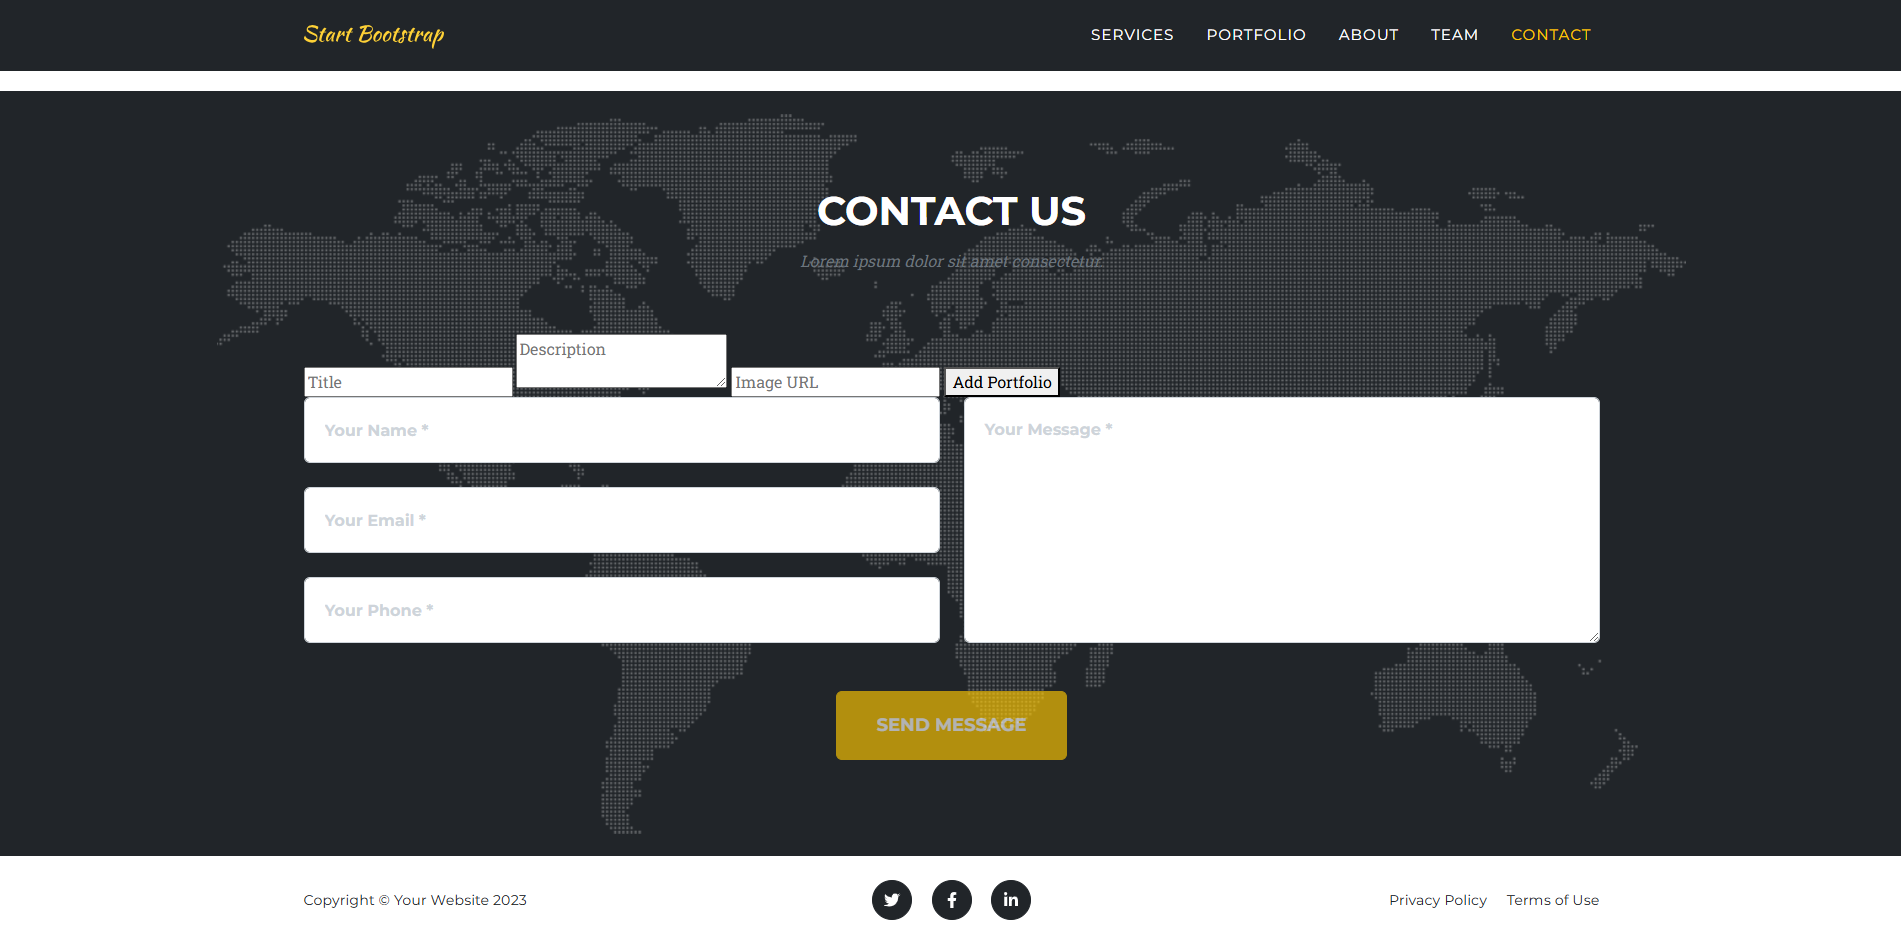 Start Bootstrap
SERVICES PORTFOLIO ABOUT TEAM CONTACT
CONTACT US
Lorem ipsum dolor sit amet consectetur.
Description
Title
Image URL
Add Portfolio
Your Name *
Your Message *
Your Email *
Your Phone *
SEND MESSAGE
Copyright © Your Website 2023
Privacy Policy Terms of Use